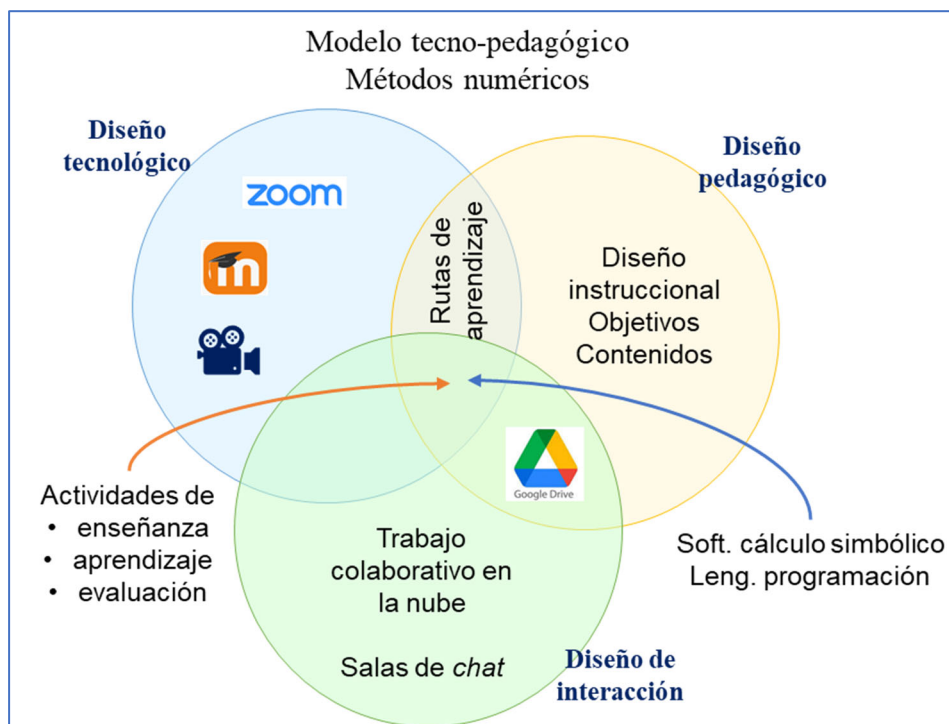 Modelo tecno-pedagógico
Métodos numéricos
Diseño
tecnológico
Diseño
pedagógico
zoom
m
Rutas de
aprendizaje
Diseño
instruccional
Objetivos
Contenidos
Google Drive
Actividades de
• enseñanza
• aprendizaje
• evaluación
Trabajo
colaborativo en
la nube
Salas de chat
Soft. cálculo simbólico
Leng. programación
Diseño de
interacción